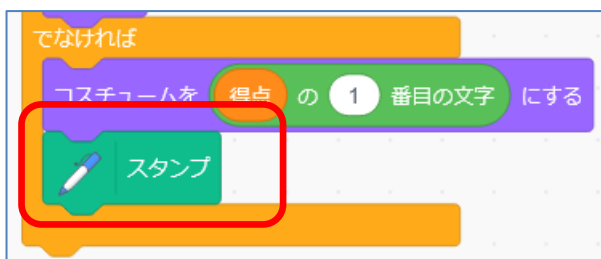 でなければ
コスチュームを 得点 の 1 番目の文字 にする
スタンプ